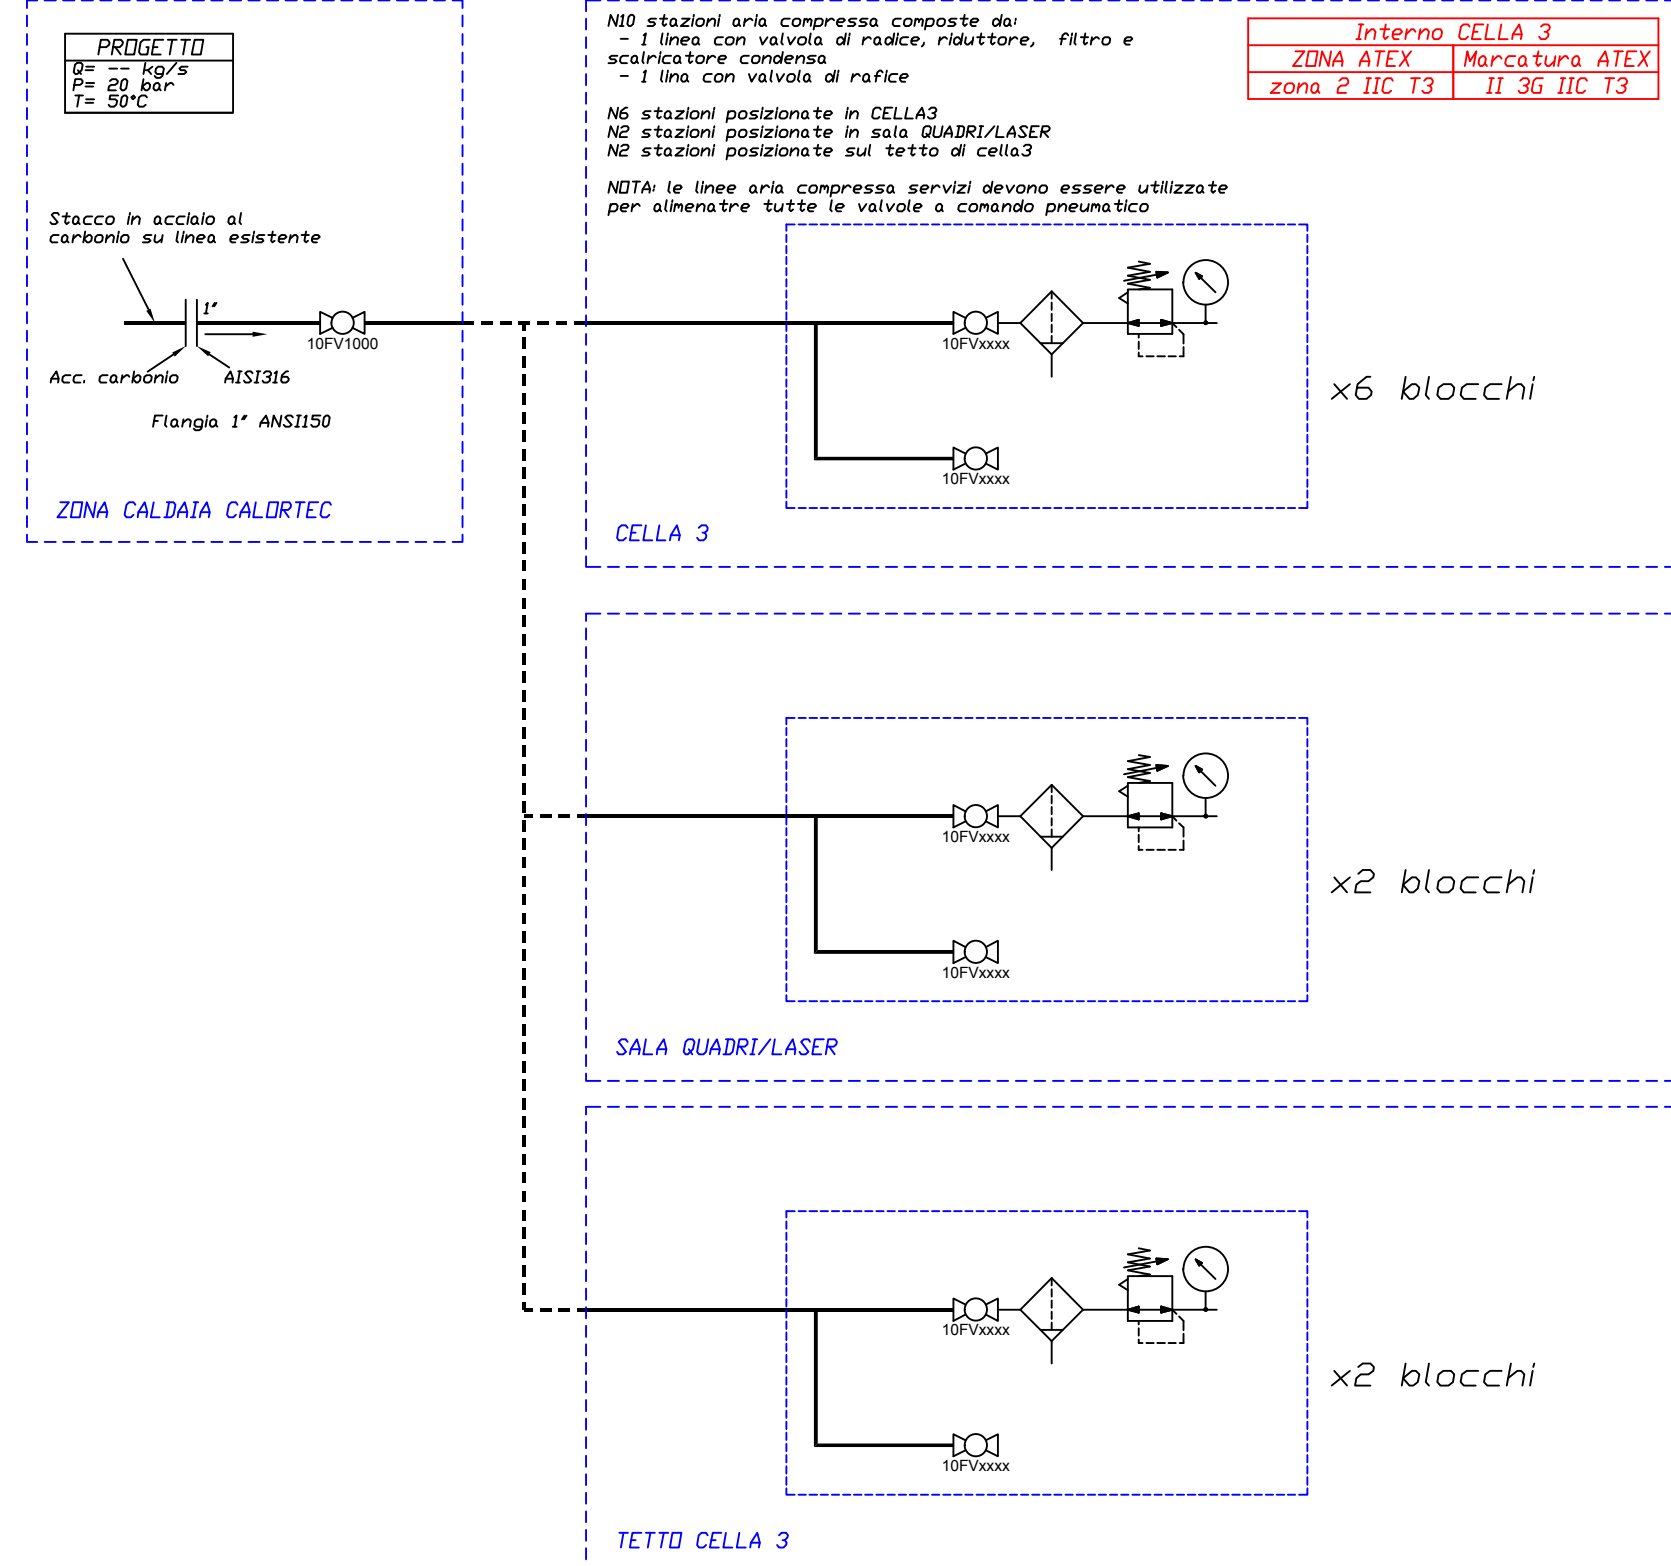 PROGETTO
Q= -- kg/s
P= 20 bar
T= 50°C
Stacco in acciaio al
carbonio su linea esistente
1"
10FV1000
Acc. carbonio
AISI316
Flangia 1" ANSI150
ZONA CALDAIA CALORTEC
N10 stazioni aria compressa composte da:
- 1 linea con valvola di radice, riduttore, filtro e
scalricatore condensa
- 1 lina con valvola di rafice
N6 stazioni posizionate in CELLA3
N2 stazioni posizionate in sala QUADRI/LASER
N2 stazioni posizionate sul tetto di cella3
NOTA: le linee aria compressa servizi devono essere utilizzate
per alimenatre tutte le valvole a comando pneumatico
Interno CELLA 3
ZONA ATEX Marcatura ATEX
zona 2 IIC T3 II 3G IIC T3
10FVxxxx
x6 blocchi
10FVxxxx
CELLA 3
10FVxxxx
x2 blocchi
10FVxxxx
SALA QUADRI/LASER
10FVxxxx
x2 blocchi
10FVxxxx
TETTO CELLA 3